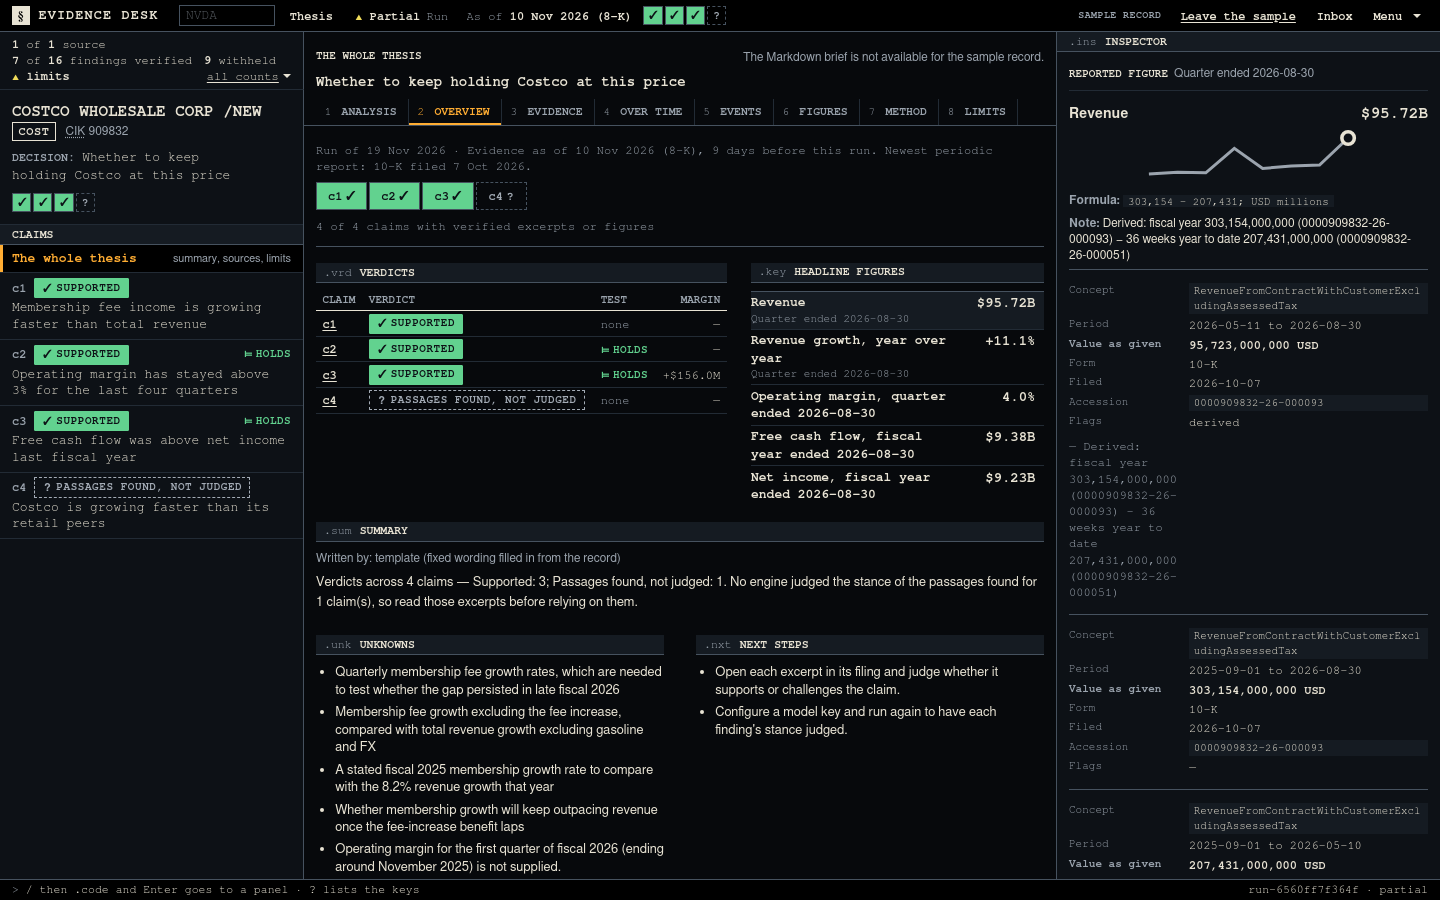 § EVIDENCE DESK NVDA Thesis ▲ Partial Run As of 10 Nov 2026 (8-K) ✓ ✓ ✓ ? SAMPLE RECORD Leave the sample Inbox Menu
1 of 1 source
7 of 16 findings verified 9 withheld
▲ limits all counts
COSTCO WHOLESALE CORP /NEW
COST CIK 909832
DECISION: Whether to keep
holding Costco at this price
✓ ✓ ✓ ?
CLAIMS
The whole thesis summary, sources, limits
c1 ✓ SUPPORTED
Membership fee income is growing
faster than total revenue
c2 ✓ SUPPORTED ⊨ HOLDS
Operating margin has stayed above
3% for the last four quarters
c3 ✓ SUPPORTED ⊨ HOLDS
Free cash flow was above net income
last fiscal year
c4 ? PASSAGES FOUND, NOT JUDGED
Costco is growing faster than its
retail peers
THE WHOLE THESIS The Markdown brief is not available for the sample record.
Whether to keep holding Costco at this price
1 ANALYSIS 2 OVERVIEW 3 EVIDENCE 4 OVER TIME 5 EVENTS 6 FIGURES 7 METHOD 8 LIMITS
Run of 19 Nov 2026 · Evidence as of 10 Nov 2026 (8-K), 9 days before this run. Newest periodic
report: 10-K filed 7 Oct 2026.
c1 ✓ c2 ✓ c3 ✓ c4 ?
4 of 4 claims with verified excerpts or figures
.vrd VERDICTS
CLAIM VERDICT TEST MARGIN
c1 ✓ SUPPORTED none —
c2 ✓ SUPPORTED ⊨ HOLDS —
c3 ✓ SUPPORTED ⊨ HOLDS +$156.0M
c4 ? PASSAGES FOUND, NOT JUDGED none —
.key HEADLINE FIGURES
Revenue $95.72B
Quarter ended 2026-08-30
Revenue growth, year over +11.1%
year
Quarter ended 2026-08-30
Operating margin, quarter 4.0%
ended 2026-08-30
Free cash flow, fiscal $9.38B
year ended 2026-08-30
Net income, fiscal year $9.23B
ended 2026-08-30
.sum SUMMARY
Written by: template (fixed wording filled in from the record)
Verdicts across 4 claims — Supported: 3; Passages found, not judged: 1. No engine judged the stance of the passages found for
1 claim(s), so read those excerpts before relying on them.
.unk UNKNOWNS
• Quarterly membership fee growth rates, which are needed
to test whether the gap persisted in late fiscal 2026
• Membership fee growth excluding the fee increase,
compared with total revenue growth excluding gasoline
and FX
• A stated fiscal 2025 membership growth rate to compare
with the 8.2% revenue growth that year
• Whether membership growth will keep outpacing revenue
once the fee-increase benefit laps
• Operating margin for the first quarter of fiscal 2026 (ending
around November 2025) is not supplied.
.nxt NEXT STEPS
• Open each excerpt in its filing and judge whether it
supports or challenges the claim.
• Configure a model key and run again to have each
finding's stance judged.
.ins INSPECTOR
REPORTED FIGURE Quarter ended 2026-08-30
Revenue $95.72B
Formula: 303,154 − 207,431; USD millions
Note: Derived: fiscal year 303,154,000,000 (0000909832-26-
000093) − 36 weeks year to date 207,431,000,000 (0000909832-
26-000051)
Concept RevenueFromContractWithCustomerExcl
udingAssessedTax
Period 2026-05-11 to 2026-08-30
Value as given 95,723,000,000 USD
Form 10-K
Filed 2026-10-07
Accession 0000909832-26-000093
Flags derived
— Derived:
fiscal year
303,154,000,000
(0000909832-26-
000093) − 36
weeks year to
date
207,431,000,000
(0000909832-26-
000051)
Concept RevenueFromContractWithCustomerExcl
udingAssessedTax
Period 2025-09-01 to 2026-08-30
Value as given 303,154,000,000 USD
Form 10-K
Filed 2026-10-07
Accession 0000909832-26-000093
Flags —
Concept RevenueFromContractWithCustomerExcl
udingAssessedTax
Period 2025-09-01 to 2026-05-10
Value as given 207,431,000,000 USD
> / then .code and Enter goes to a panel · ? lists the keys run-6560ff7f364f · partial